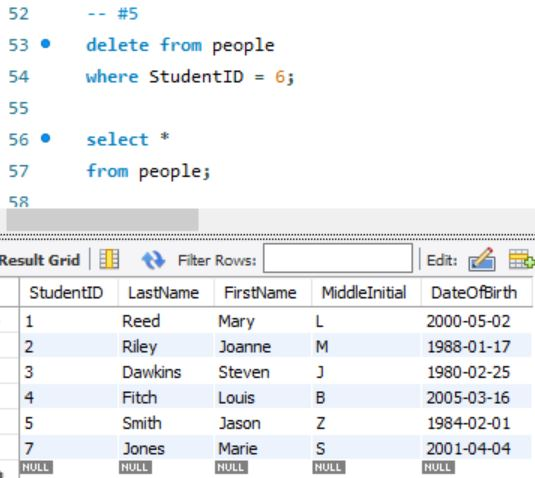 52 -- #5
53 delete from people
54 where StudentID = 6;
55
56 select *
57 from people;
58
Result Grid Filter Rows: Edit:
StudentID LastName FirstName MiddleInitial DateOfBirth
1 Reed Mary L 2000-05-02
2 Riley Joanne M 1988-01-17
3 Dawkins Steven J 1980-02-25
4 Fitch Louis B 2005-03-16
5 Smith Jason Z 1984-02-01
7 Jones Marie S 2001-04-04
NULL NULL NULL NULL NULL